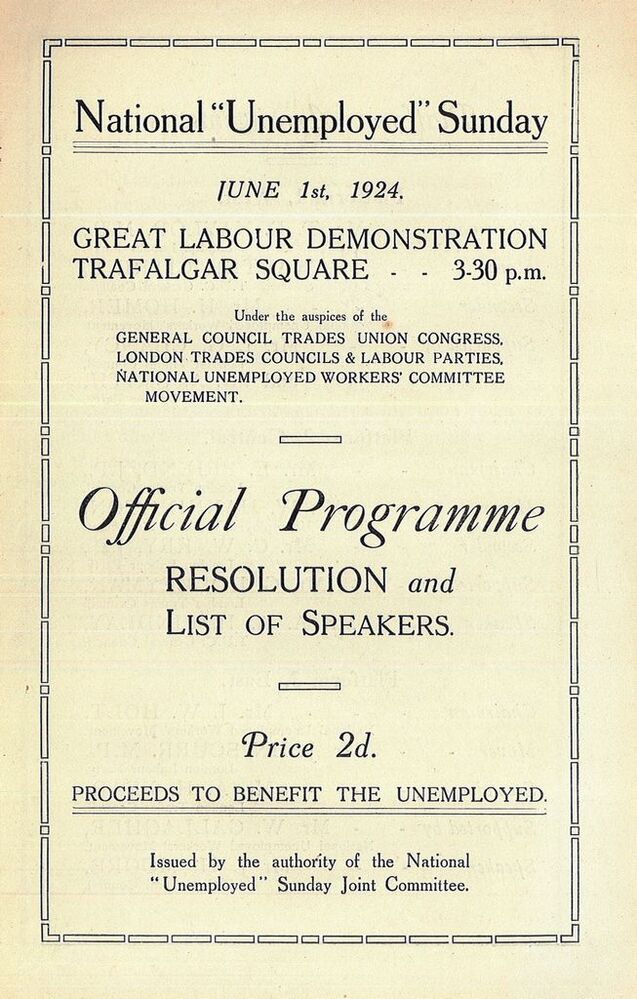 National "Unemployed" Sunday
JUNE 1st, 1924.
GREAT LABOUR DEMONSTRATION
TRAFALGAR SQUARE - - 3-30 p.m.
Under the auspices of the
GENERAL COUNCIL TRADES UNION CONGRESS,
LONDON TRADES COUNCILS & LABOUR PARTIES,
NATIONAL UNEMPLOYED WORKERS' COMMITTEE
MOVEMENT.
Official Programme
RESOLUTION and
LIST OF SPEAKERS.
Price 2d.
PROCEEDS TO BENEFIT THE UNEMPLOYED.
Issued by the authority of the National
"Unemployed" Sunday Joint Committee.